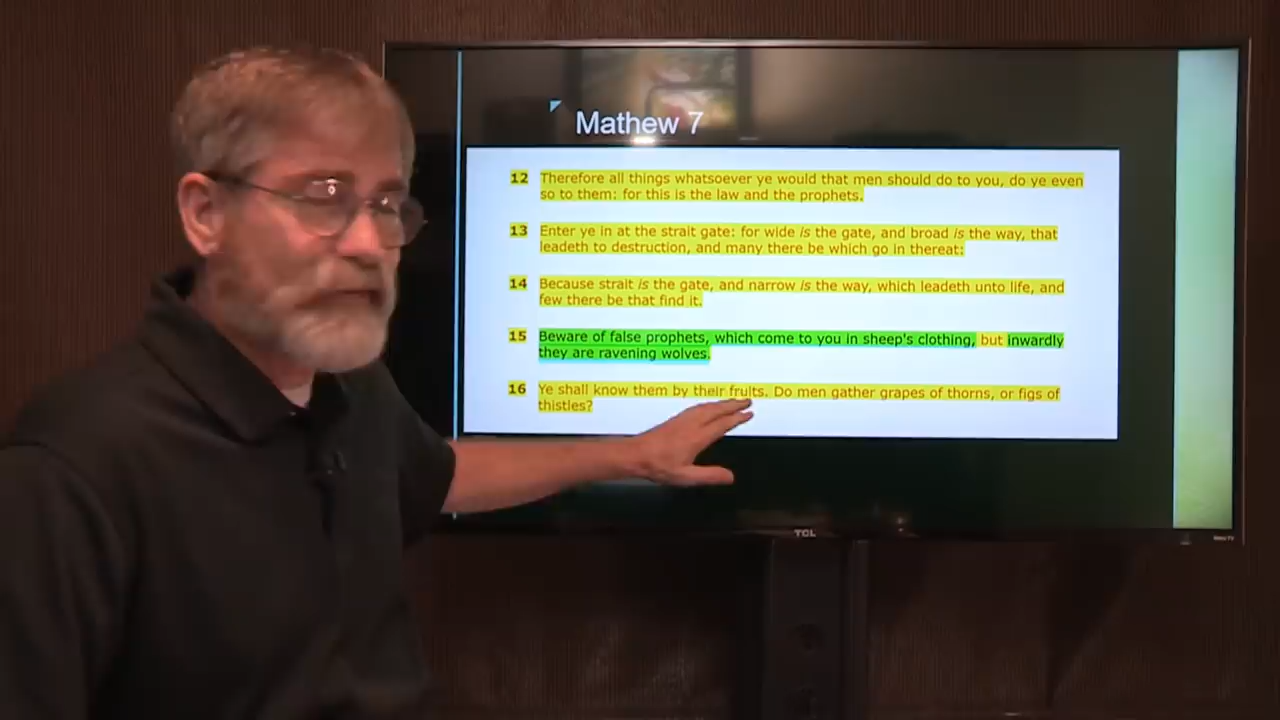 Mathew 7
12 Therefore all things whatsoever ye would that men should do to you, do ye even
so to them: for this is the law and the prophets.
13 Enter ye in at the strait gate: for wide is the gate, and broad is the way, that
leadeth to destruction, and many there be which go in thereat:
14 Because strait is the gate, and narrow is the way, which leadeth unto life, and
few there be that find it.
15 Beware of false prophets, which come to you in sheep's clothing, but inwardly
they are ravening wolves.
16 Ye shall know them by their fruits. Do men gather grapes of thorns, or figs of
thistles?
TCL
Roku TV